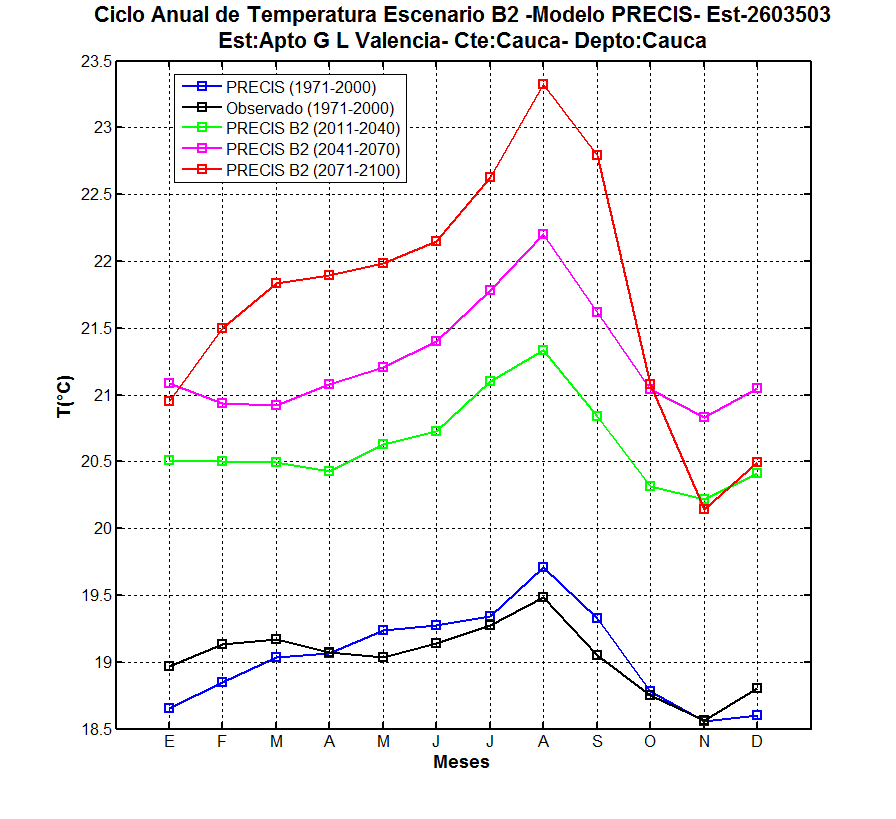 Ciclo Anual de Temperatura Escenario B2 -Modelo PRECIS- Est-2603503
Est:Apto G L Valencia- Cte:Cauca- Depto:Cauca
PRECIS (1971-2000)
Observado (1971-2000)
PRECIS B2 (2011-2040)
PRECIS B2 (2041-2070)
PRECIS B2 (2071-2100)
23.5
23
22.5
22
21.5
21
20.5
20
19.5
19
18.5
T(°C)
E F M A M J J A S O N D
Meses